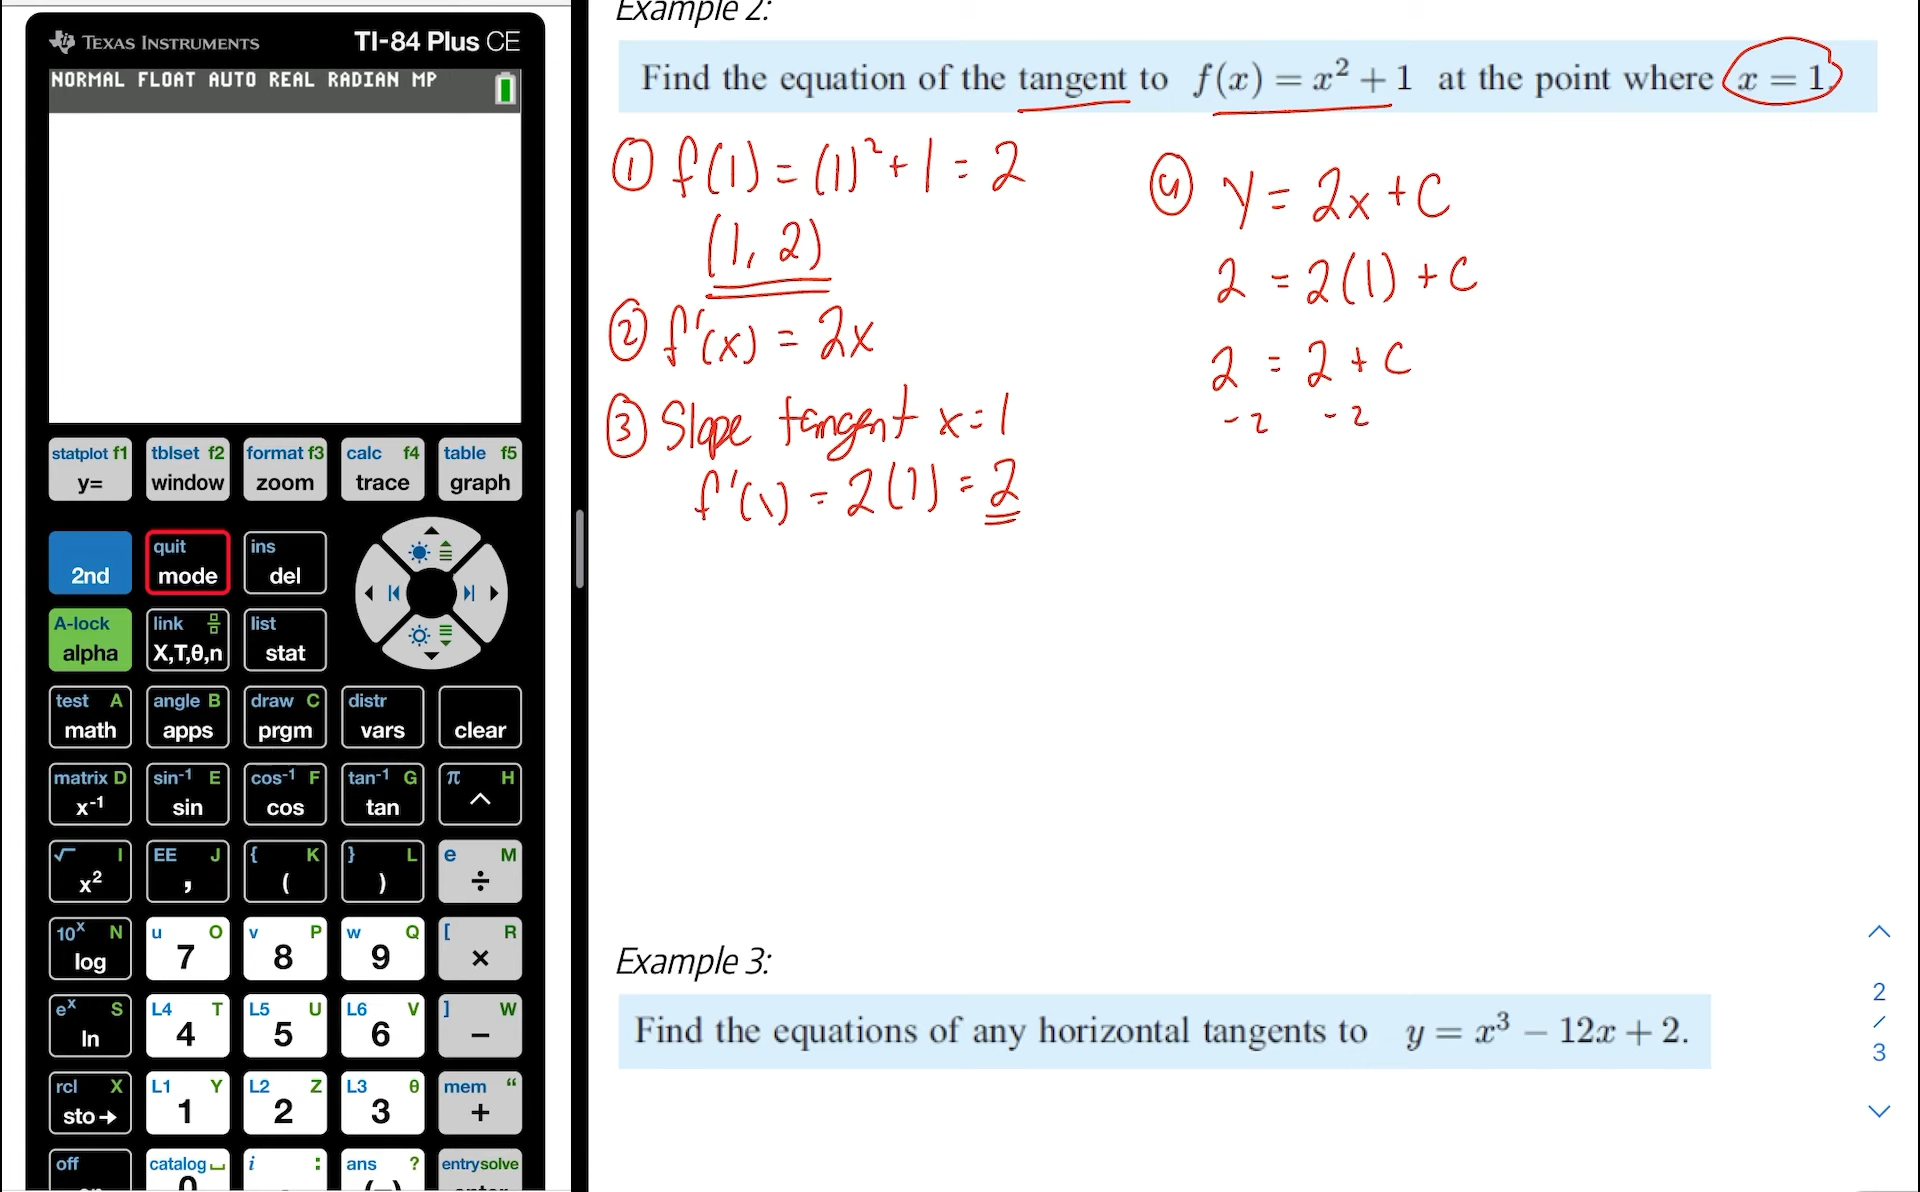 TEXAS INSTRUMENTS TI-84 Plus CE
NORMAL FLOAT AUTO REAL RADIAN MP
statplot f1 tblset f2 format f3 calc f4 table f5
y= window zoom trace graph
quit ins
2nd mode del
A-lock link list
alpha X,T,θ,n stat
test A angle B draw C distr
math apps prgm vars clear
matrix D sin⁻¹ E cos⁻¹ F tan⁻¹ G π H
x⁻¹ sin cos tan ^
√ I EE J { K } L e M
x² , ( ) ÷
10ˣ N u O v P w Q [ R
log 7 8 9 ×
eˣ S L4 T L5 U L6 V ] W
ln 4 5 6 −
rcl X L1 Y L2 Z L3 θ mem “
sto→ 1 2 3 +
off catalog i : ans ? entry solve
0 (−)
Example 2:
Find the equation of the tangent to f(x) = x² + 1 at the point where x = 1.
① f(1) = (1)² + 1 = 2
(1, 2)
② f'(x) = 2x
③ Slope tangent x=1
f'(1) = 2(1) = 2
④ y = 2x + C
2 = 2(1) + C
2 = 2 + C
-2 -2
Example 3:
Find the equations of any horizontal tangents to y = x³ − 12x + 2.
2
/
3